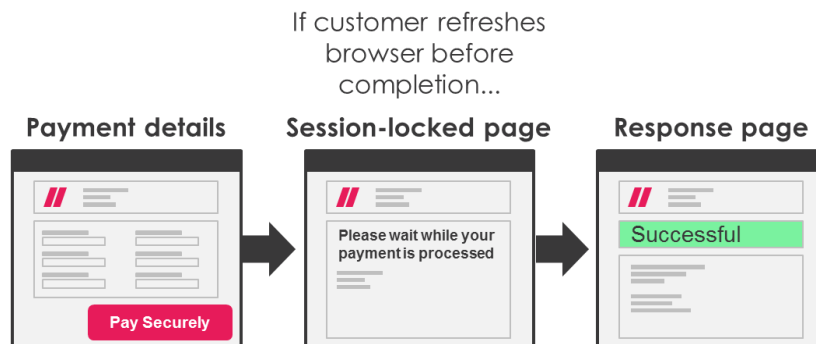 If customer refreshes
browser before
completion...
Payment details
Session-locked page
Response page
Please wait while your
payment is processed
Successful
Pay Securely